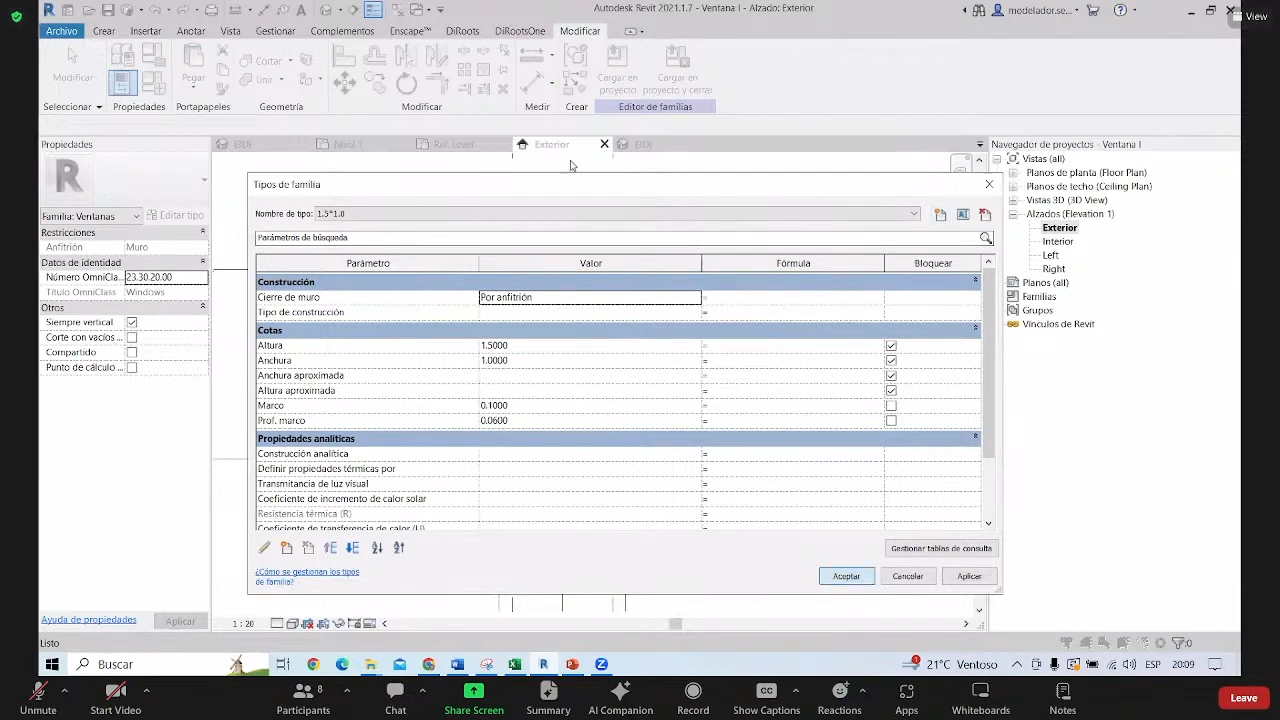 Autodesk Revit 2021.1.7 - Ventana I - Alzado: Exterior
modelador.se...
View
Archivo Crear Insertar Anotar Vista Gestionar Complementos Enscape™ DiRoots Modificar
Modificar
Pegar
Cortar
Unir
Cargar en proyecto
Cargar en proyecto y cerrar
Seleccionar Propiedades Portapapeles Geometría Modificar Medir Crear Editor de familias
Propiedades
Nivel 1
Ref. Level
Exterior
Navegador de proyectos - Ventana I
Vistas (all)
Planos de planta (Floor Plan)
Planos de techo (Ceiling Plan)
Vistas 3D (3D View)
Alzados (Elevation 1)
Exterior
Interior
Left
Right
Planos (all)
Familias
Grupos
Vínculos de Revit
R
Familia: Ventanas Editar tipo
Restricciones
Anfitrión Muro
Datos de identidad
Número OmniCla... 23.30.20.00
Título OmniClass Windows
Otros
Siempre vertical
Corte con vacíos ...
Compartido
Punto de cálculo ...
Ayuda de propiedades Aplicar
Tipos de familia
Nombre de tipo: 1.5*1.0
Parámetros de búsqueda
Parámetro Valor Fórmula Bloquear
Construcción
Cierre de muro Por anfitrión =
Tipo de construcción =
Cotas
Altura 1.5000 =
Anchura 1.0000 =
Anchura aproximada =
Altura aproximada =
Marco 0.1000 =
Prof. marco 0.0600 =
Propiedades analíticas
Construcción analítica =
Definir propiedades térmicas por =
Transmitancia de luz visual =
Coeficiente de incremento de calor solar =
Resistencia térmica (R) =
Coeficiente de transferencia de calor (U) =
Gestionar tablas de consulta
¿Cómo se gestionan los tipos
de familia?
Aceptar Cancelar Aplicar
1 : 20
Listo
:0
Buscar
21°C Ventoso ESP 20:09
8
Unmute Start Video Participants Chat Share Screen Summary AI Companion Record Show Captions Reactions Apps Whiteboards Notes Leave